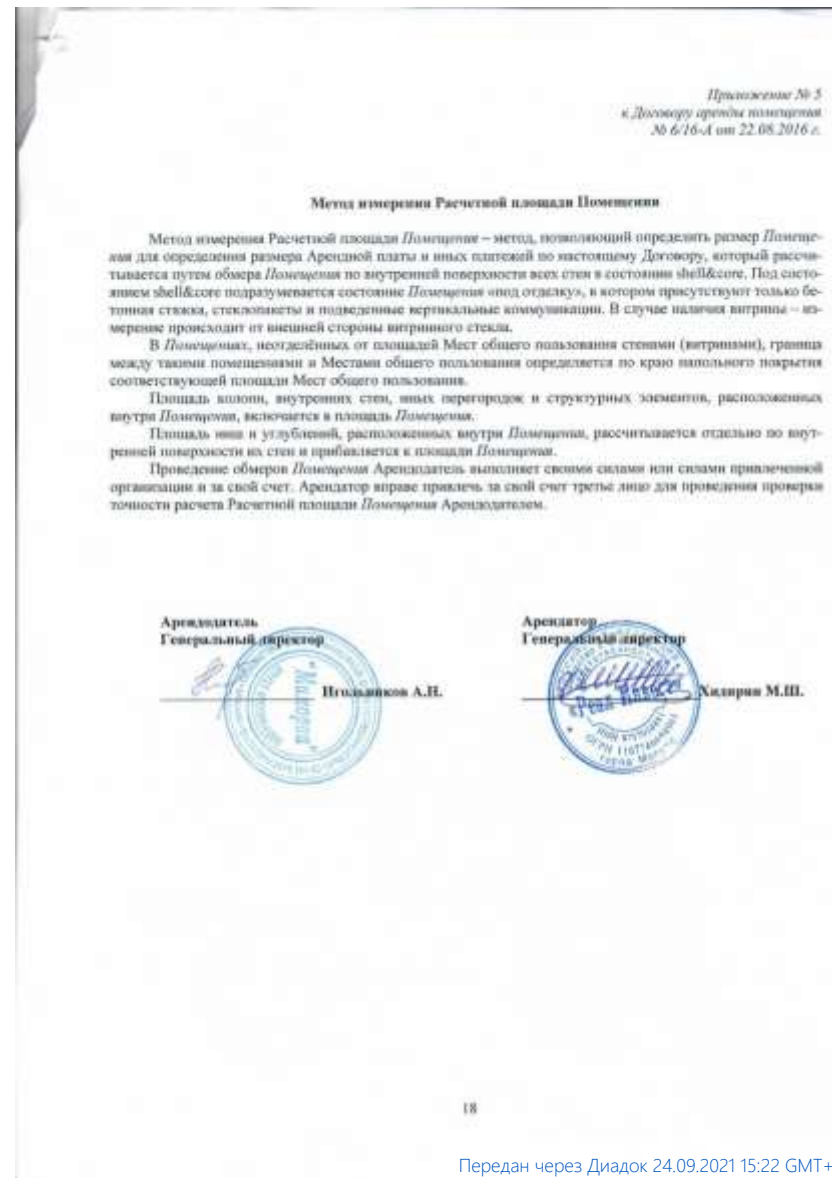 Приложение № 5
к Договору аренды помещения
№ 6/16-А от 22.08.2016 г.
Метод измерения Расчетной площади Помещения
Метод измерения Расчетной площади Помещения – метод, позволяющий определить размер Помеще-
ния для определения размера Арендной платы и иных платежей по настоящему Договору, который рассчи-
тывается путем обмера Помещения по внутренней поверхности всех стен в состоянии shell&core. Под состо-
янием shell&core подразумевается состояние Помещения «под отделку», в котором присутствуют только бе-
тонная стяжка, стеклопакеты и подведенные вертикальные коммуникации. В случае наличия витрины – из-
мерение происходит от внешней стороны витринного стекла.
В Помещениях, неотделённых от площадей Мест общего пользования стенами (витринами), граница
между такими помещениями и Местами общего пользования определяется по краю напольного покрытия
соответствующей площади Мест общего пользования.
Площадь колонн, внутренних стен, иных перегородок и структурных элементов, расположенных
внутри Помещения, включается в площадь Помещения.
Площадь ниш и углублений, расположенных внутри Помещения, рассчитывается отдельно по внут-
ренней поверхности их стен и прибавляется к площади Помещения.
Проведение обмеров Помещения Арендодатель выполняет своими силами или силами привлеченной
организации и за свой счет. Арендатор вправе привлечь за свой счет третье лицо для проведения проверки
точности расчета Расчетной площади Помещения Арендодателем.
Арендодатель
Генеральный директор
Игольников А.Н.
Арендатор
Генеральный директор
Хидирян М.Ш.
18
Передан через Диадок 24.09.2021 15:22 GMT+